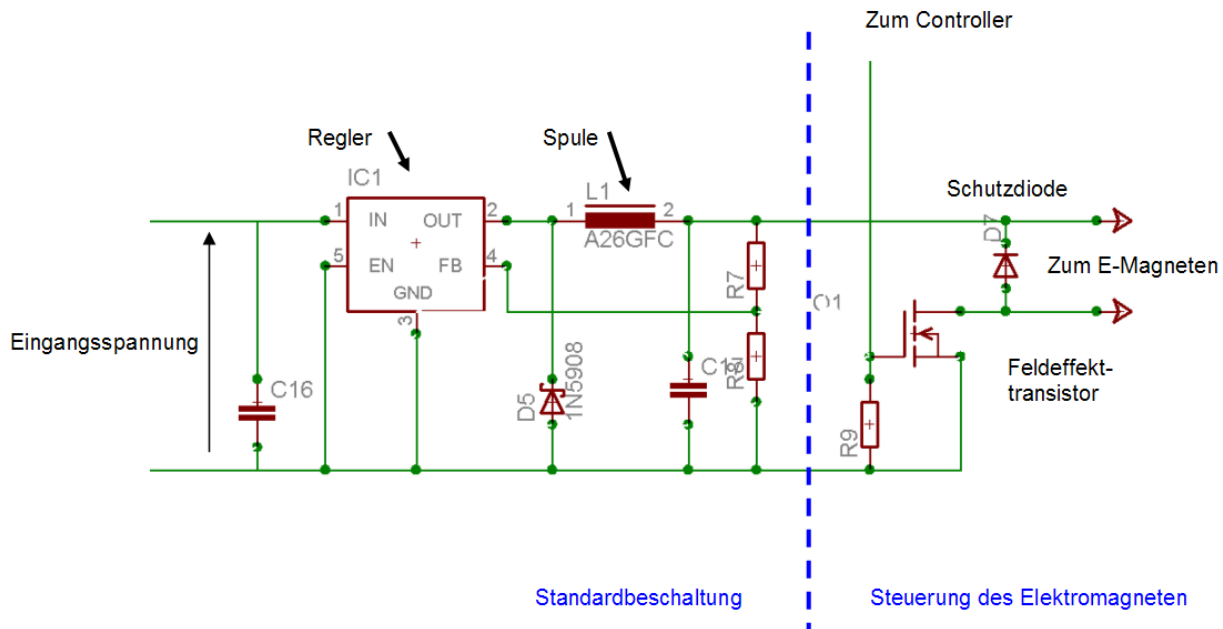 Zum Controller
Regler
Spule
IC1
L1
Schutzdiode
1
IN
OUT
2
1
2
A26GFC
D7
5
EN
FB
4
Zum E-Magneten
GND
R7
3
Eingangsspannung
Feldeffekt-
transistor
C16
D5
1N5908
R8
R9
Standardbeschaltung
Steuerung des Elektromagneten